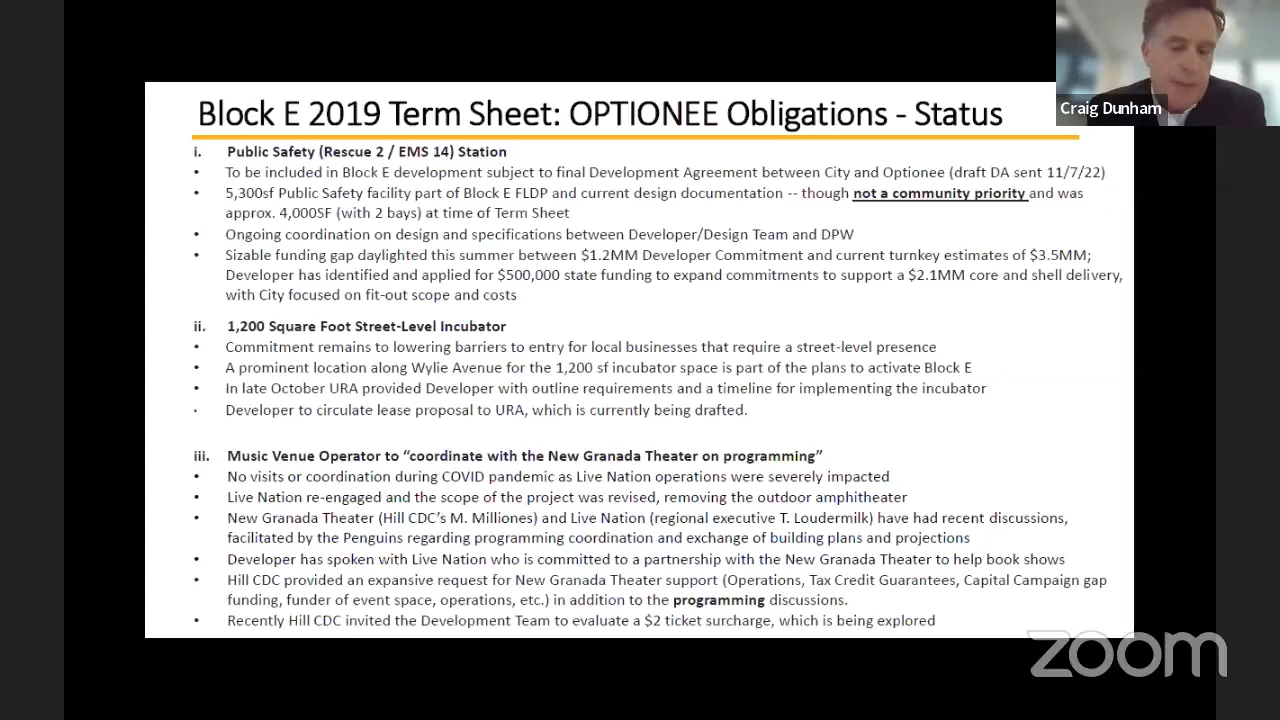 Craig Dunham
Block E 2019 Term Sheet: OPTIONEE Obligations - Status
i. Public Safety (Rescue 2 / EMS 14) Station
• To be included in Block E development subject to final Development Agreement between City and Optionee (draft DA sent 11/7/22)
• 5,300sf Public Safety facility part of Block E FLDP and current design documentation -- though not a community priority and was
approx. 4,000SF (with 2 bays) at time of Term Sheet
• Ongoing coordination on design and specifications between Developer/Design Team and DPW
• Sizable funding gap daylighted this summer between $1.2MM Developer Commitment and current turnkey estimates of $3.5MM;
Developer has identified and applied for $500,000 state funding to expand commitments to support a $2.1MM core and shell delivery,
with City focused on fit-out scope and costs
ii. 1,200 Square Foot Street-Level Incubator
• Commitment remains to lowering barriers to entry for local businesses that require a street-level presence
• A prominent location along Wylie Avenue for the 1,200 sf incubator space is part of the plans to activate Block E
• In late October URA provided Developer with outline requirements and a timeline for implementing the incubator
• Developer to circulate lease proposal to URA, which is currently being drafted.
iii. Music Venue Operator to “coordinate with the New Granada Theater on programming”
• No visits or coordination during COVID pandemic as Live Nation operations were severely impacted
• Live Nation re-engaged and the scope of the project was revised, removing the outdoor amphitheater
• New Granada Theater (Hill CDC’s M. Milliones) and Live Nation (regional executive T. Loudermilk) have had recent discussions,
facilitated by the Penguins regarding programming coordination and exchange of building plans and projections
• Developer has spoken with Live Nation who is committed to a partnership with the New Granada Theater to help book shows
• Hill CDC provided an expansive request for New Granada Theater support (Operations, Tax Credit Guarantees, Capital Campaign gap
funding, funder of event space, operations, etc.) in addition to the programming discussions.
• Recently Hill CDC invited the Development Team to evaluate a $2 ticket surcharge, which is being explored
zoom